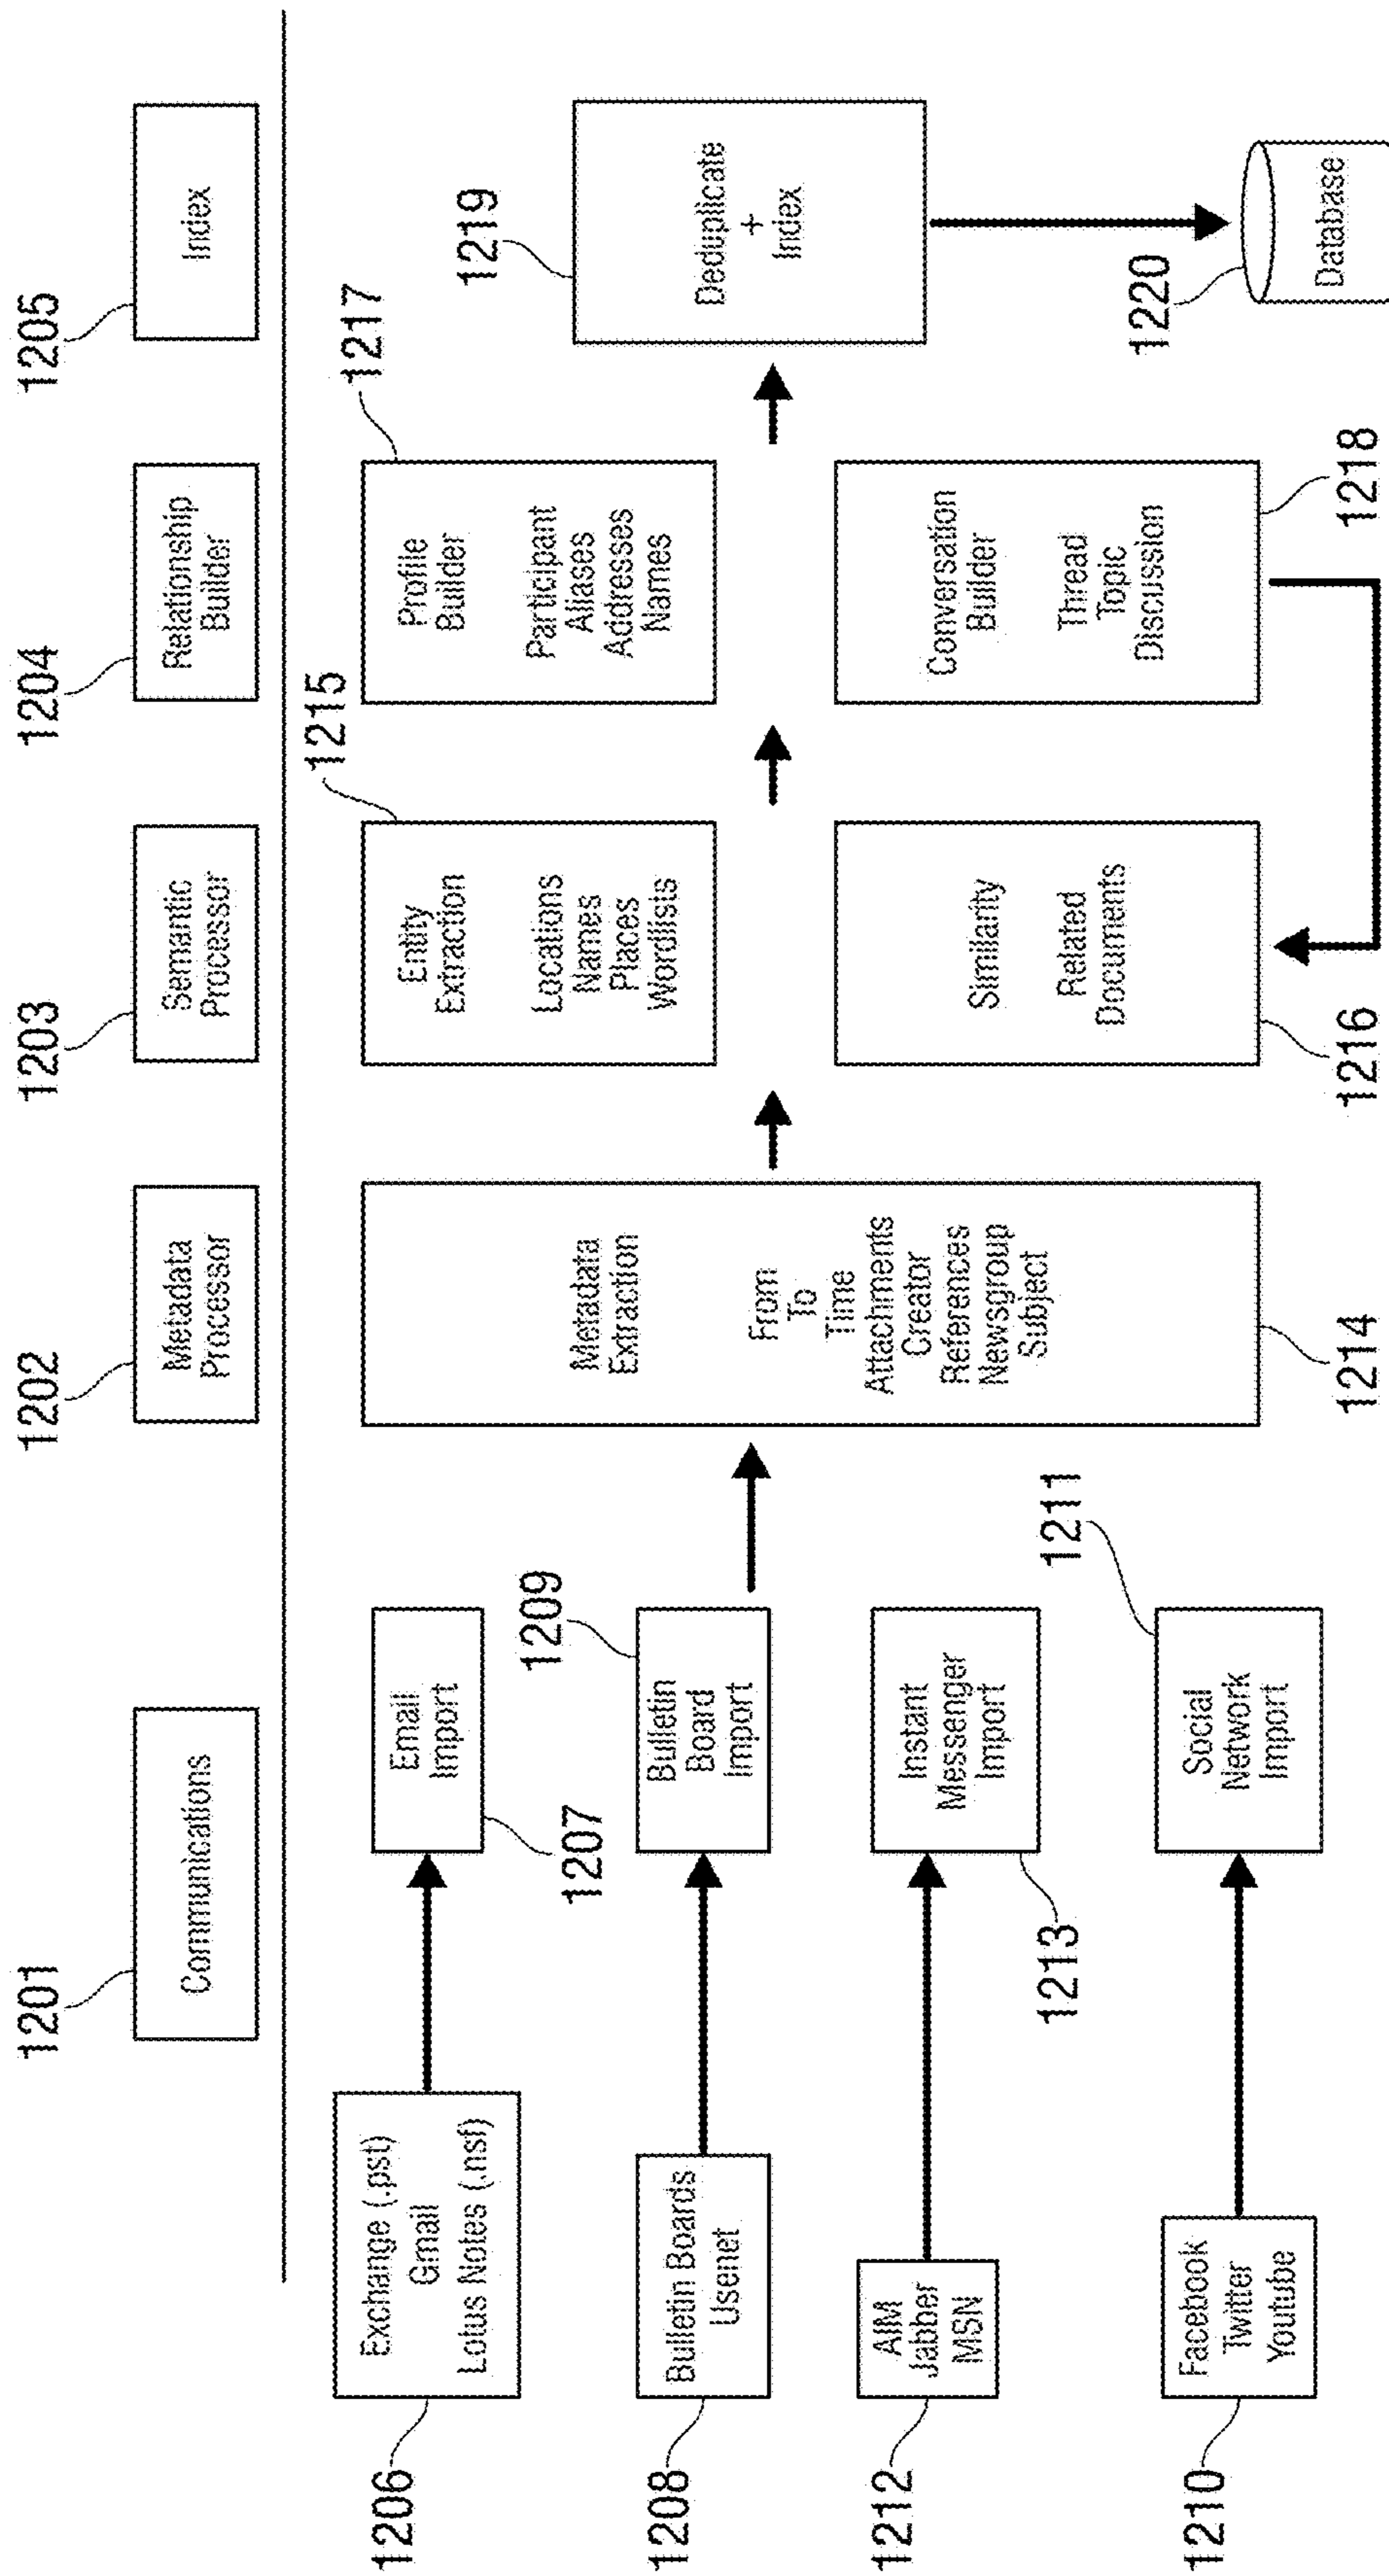 1201
1202
1203
1204
1205
Communications
Metadata
Processor
Semantic
Processor
Relationship
Builder
Index
1206
Exchange (.pst)
Gmail
Lotus Notes (.nsf)
Email
Import
1207
1208
Bulletin Boards
Usenet
1209
Bulletin
Board
Import
1212
AIM
Jabber
MSN
Instant
Messenger
Import
1213
1210
Facebook
Twitter
Youtube
1211
Social
Network
Import
Metadata
Extraction
From
To
Time
Attachments
Creator
References
Newsgroup
Subject
1214
1215
Entity
Extraction
Locations
Names
Places
Wordlists
Similarity
Related
Documents
1216
1217
Profile
Builder
Participant
Aliases
Addresses
Names
Conversation
Builder
Thread
Topic
Discussion
1218
1219
Deduplicate
+
Index
1220
Database